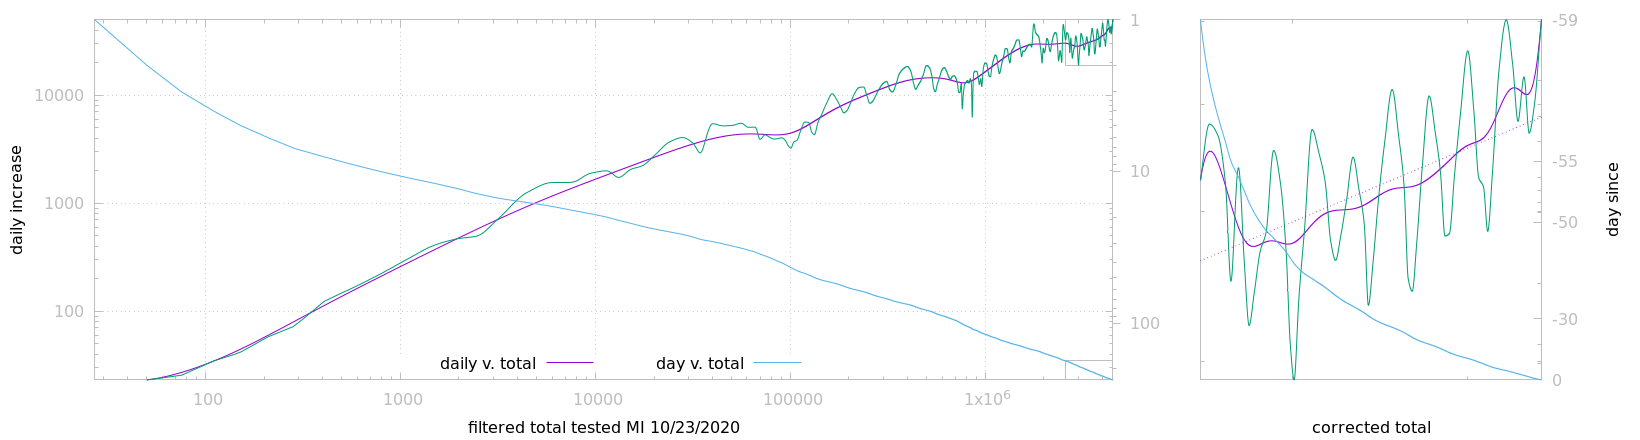 daily increase
10000
1000
100
100
1000
10000
100000
1x10⁶
filtered total tested MI 10/23/2020
daily v. total
day v. total
1
10
100
-59
-55
-50
-30
0
day since
corrected total